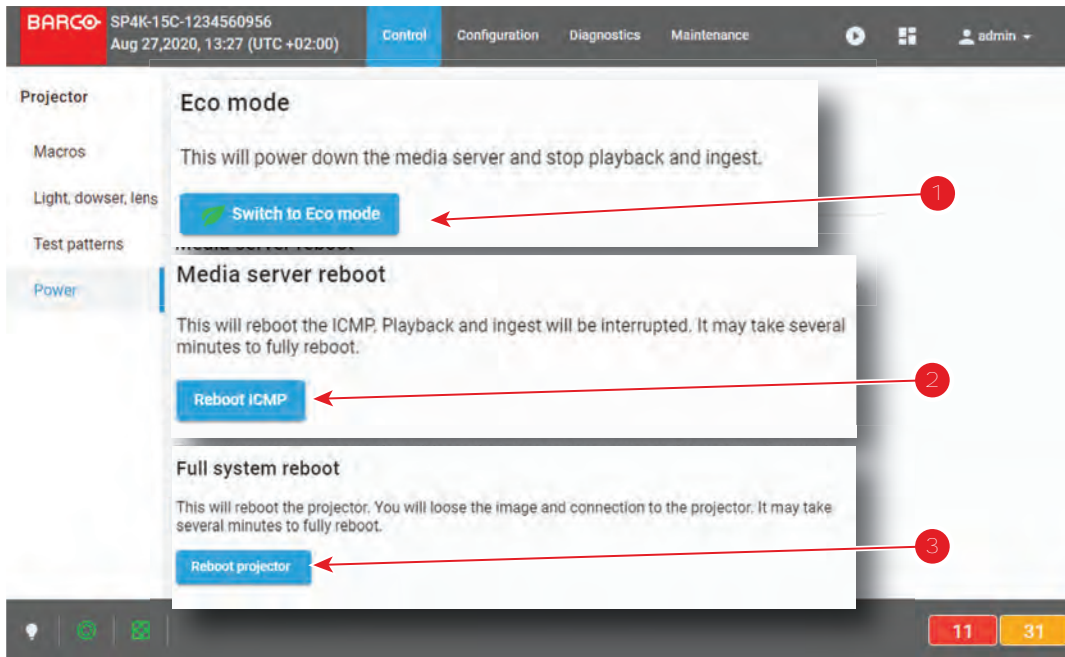 BARCO SP4K-15C-1234560956
Aug 27,2020, 13:27 (UTC +02:00)
Control Configuration Diagnostics Maintenance admin
Projector
Macros
Light, dowser, lens
Test patterns
Power
Eco mode
This will power down the media server and stop playback and ingest.
Switch to Eco mode
1
Media server reboot
Media server reboot
This will reboot the ICMP. Playback and ingest will be interrupted. It may take several
minutes to fully reboot.
Reboot ICMP
2
Full system reboot
This will reboot the projector. You will loose the image and connection to the projector. It may take
several minutes to fully reboot.
Reboot projector
3
11 31